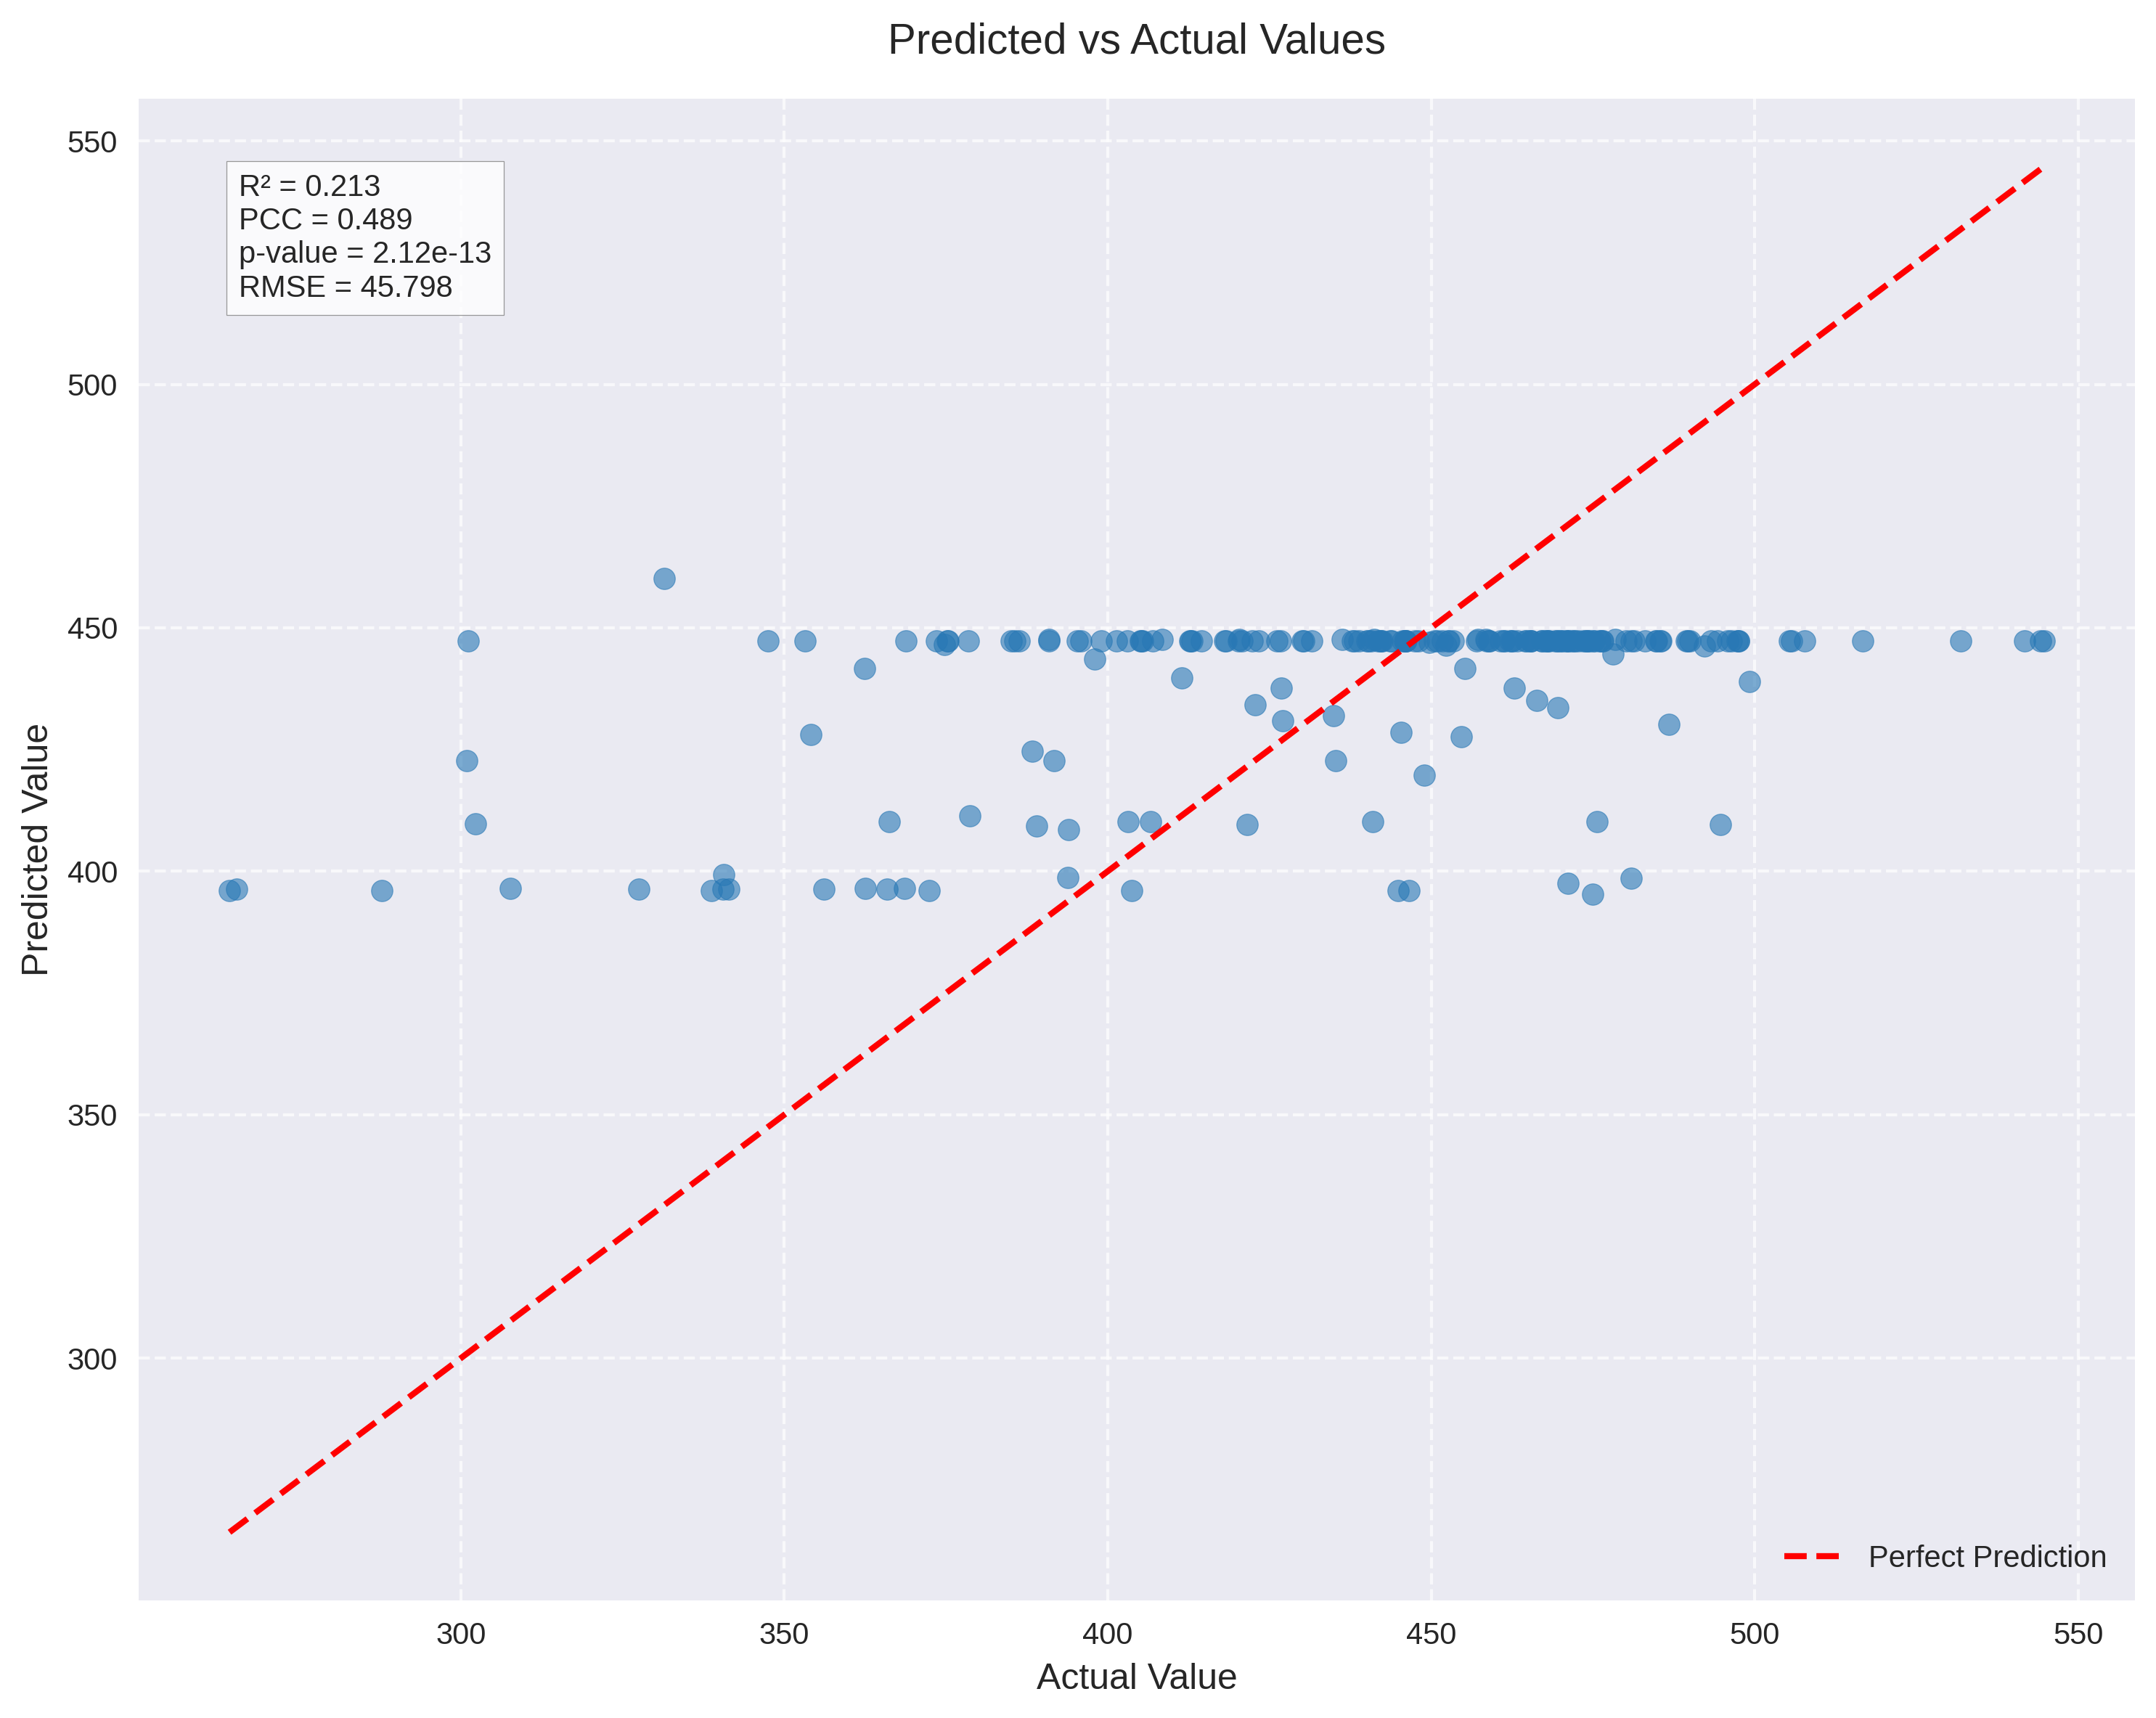 Predicted vs Actual Values
550
500
450
400
350
300
R² = 0.213
PCC = 0.489
p-value = 2.12e-13
RMSE = 45.798
Predicted Value
Perfect Prediction
300 350 400 450 500 550
Actual Value